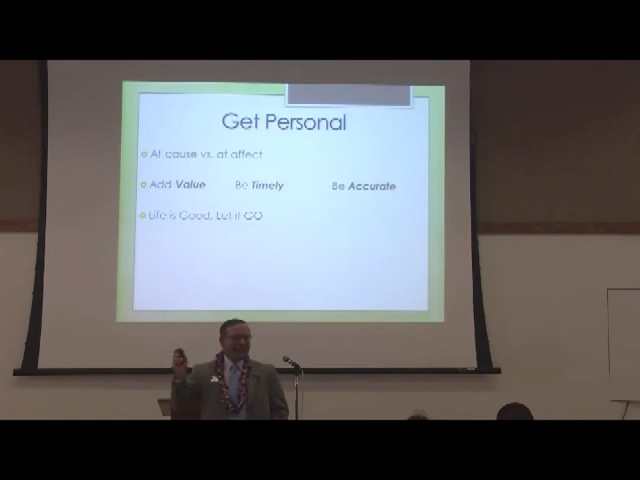 Get Personal
At cause vs. at affect
Add Value Be Timely Be Accurate
Life is Good, Let it GO